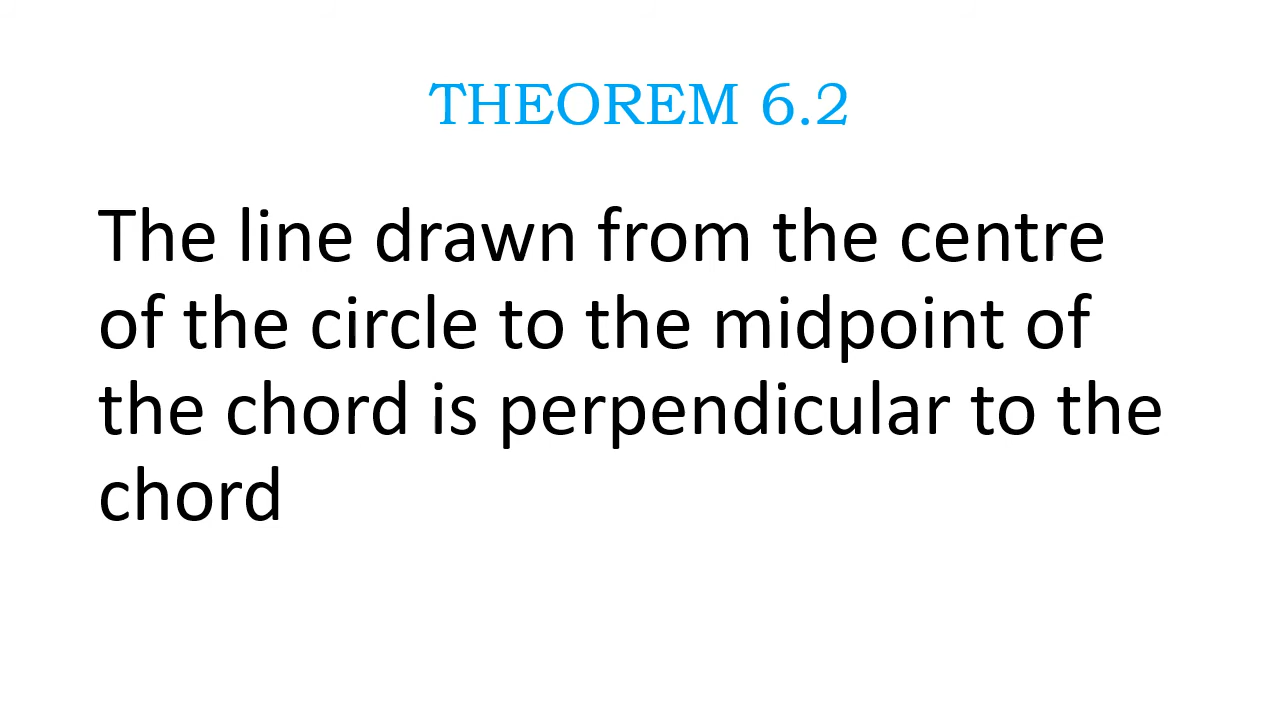 THEOREM 6.2
The line drawn from the centre
of the circle to the midpoint of
the chord is perpendicular to the
chord